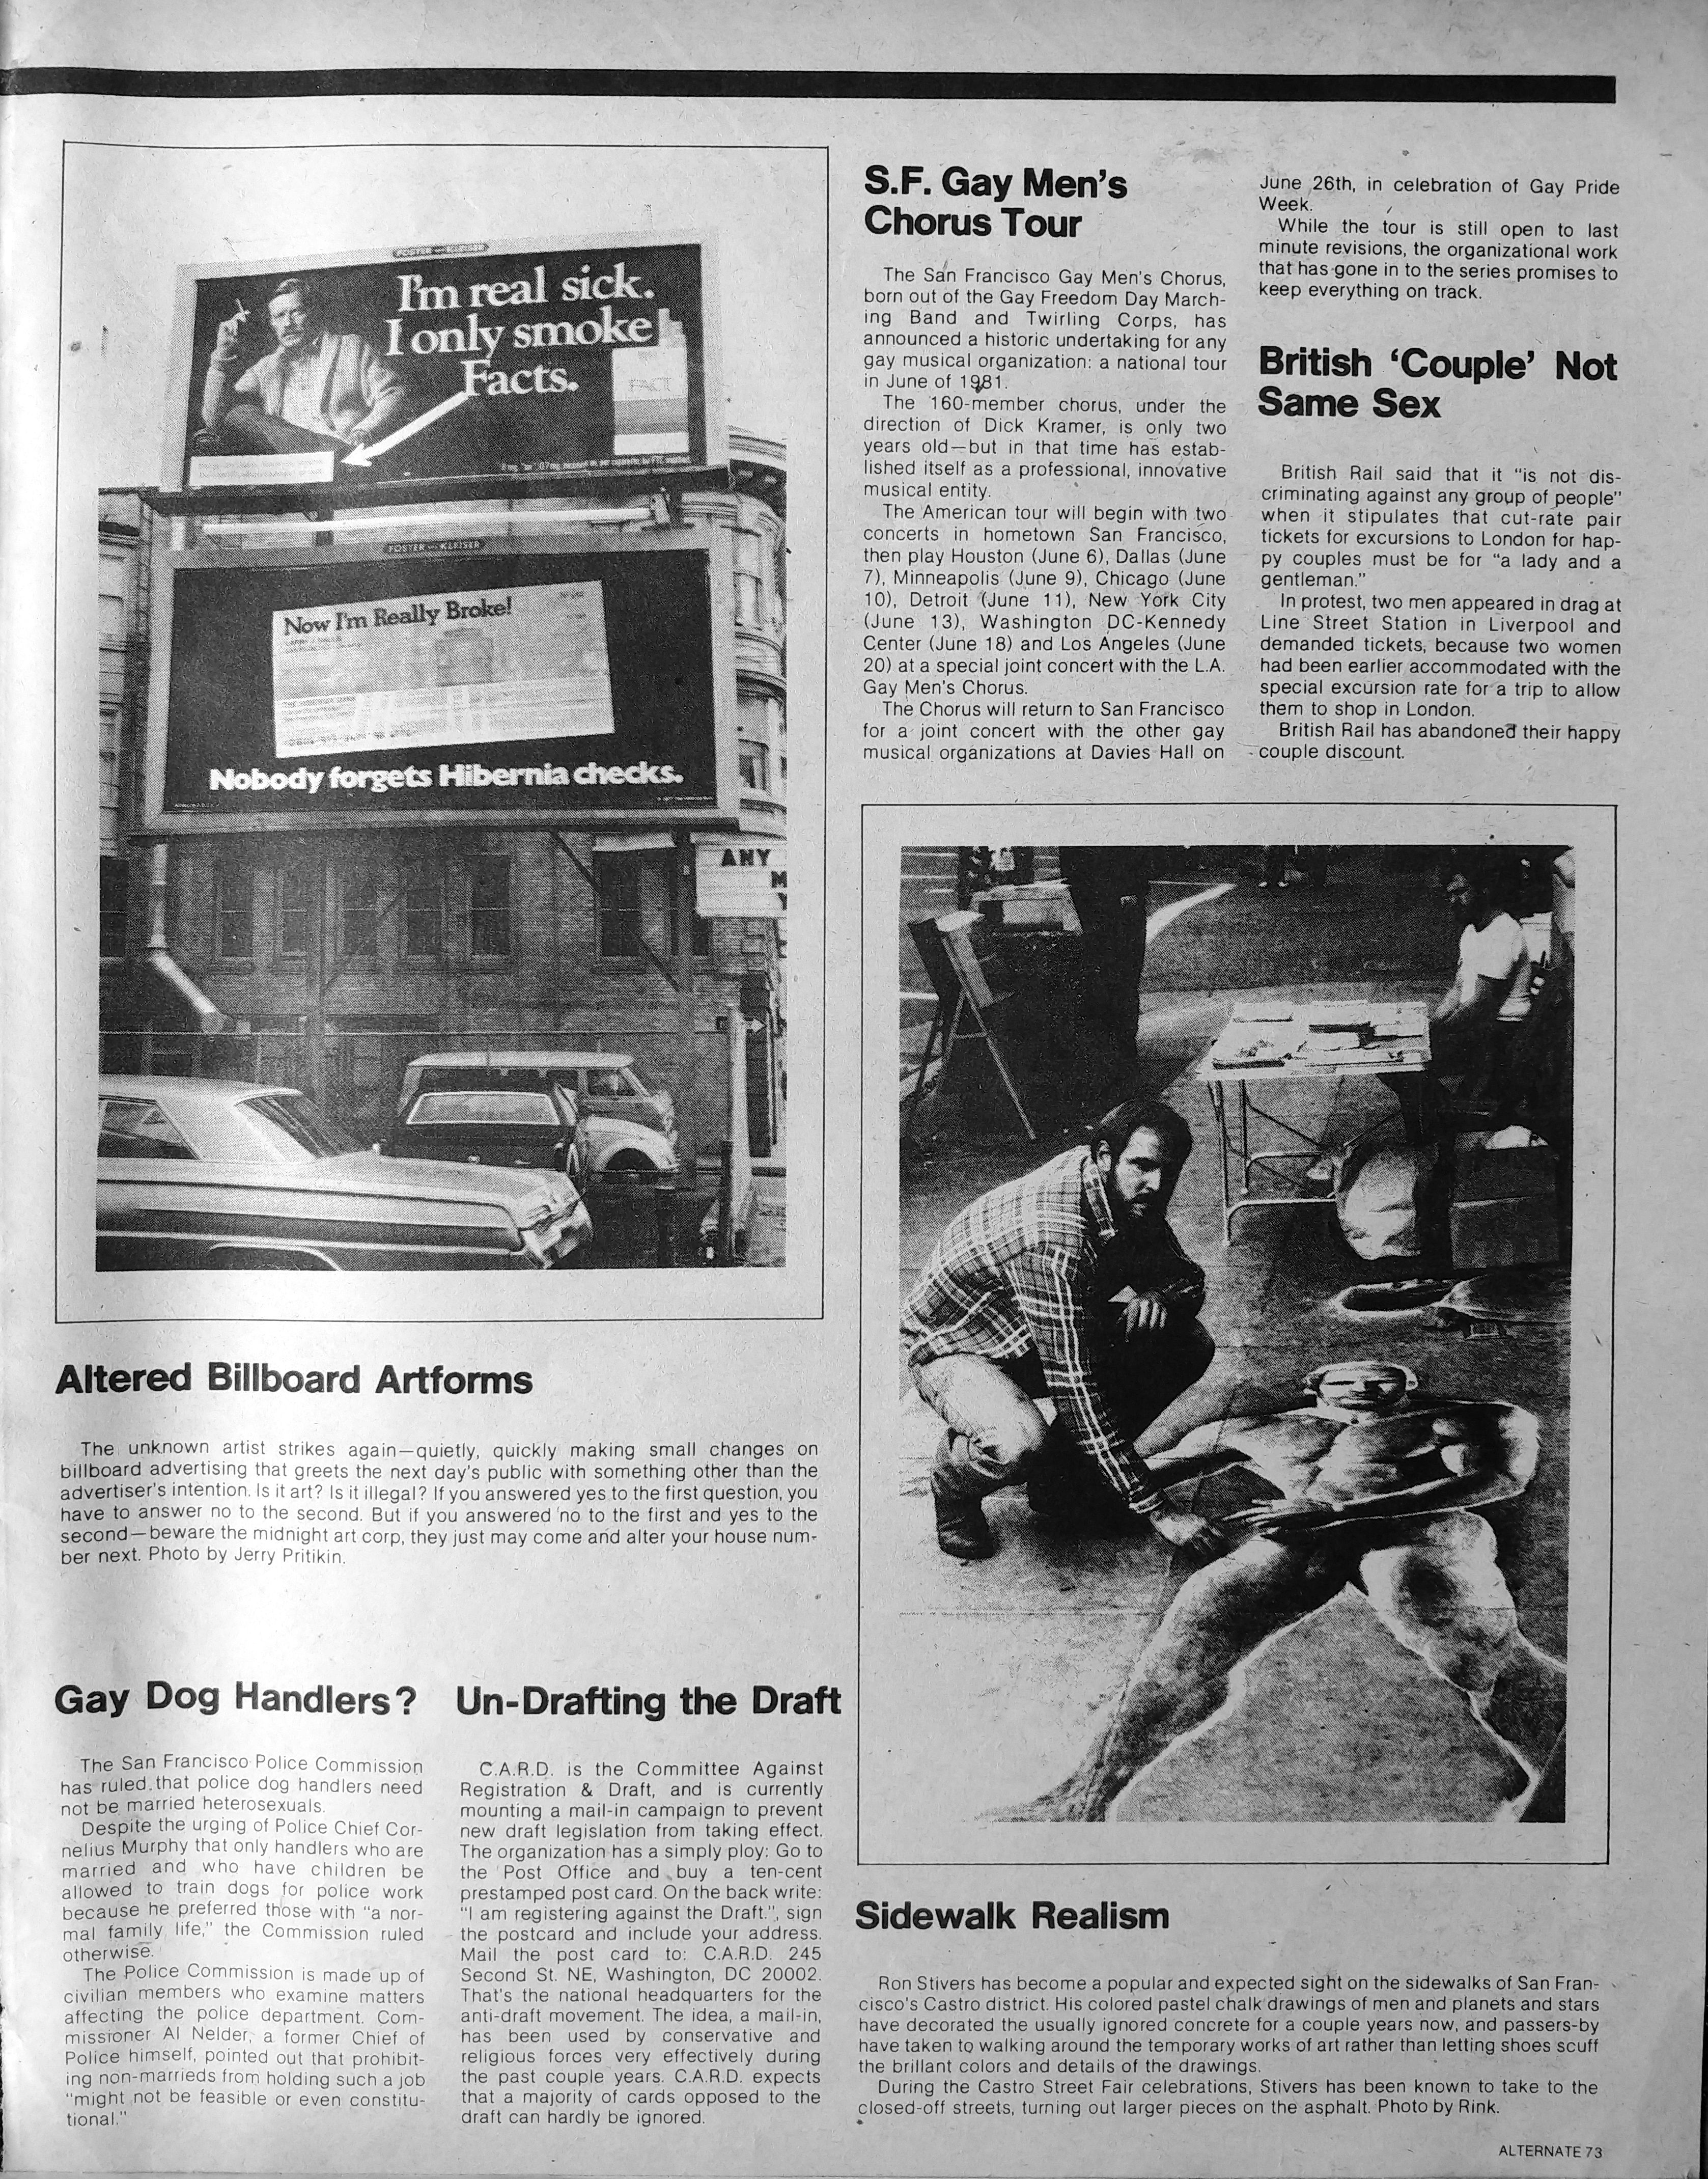 FOSTER and KLEISER
I'm real sick.
I only smoke
Facts.
FACT
FOSTER and KLEISER
Now I'm Really Broke!
Nobody forgets Hibernia checks.
ANY
M
Y
Altered Billboard Artforms
The unknown artist strikes again—quietly, quickly making small changes on
billboard advertising that greets the next day's public with something other than the
advertiser's intention. Is it art? Is it illegal? If you answered yes to the first question, you
have to answer no to the second. But if you answered no to the first and yes to the
second—beware the midnight art corp, they just may come and alter your house num-
ber next. Photo by Jerry Pritikin.
Gay Dog Handlers?
The San Francisco Police Commission
has ruled that police dog handlers need
not be married heterosexuals.
Despite the urging of Police Chief Cor-
nelius Murphy that only handlers who are
married and who have children be
allowed to train dogs for police work
because he preferred those with "a nor-
mal family life," the Commission ruled
otherwise.
The Police Commission is made up of
civilian members who examine matters
affecting the police department. Com-
missioner Al Nelder, a former Chief of
Police himself, pointed out that prohibit-
ing non-marrieds from holding such a job
"might not be feasible or even constitu-
tional."
Un-Drafting the Draft
C.A.R.D. is the Committee Against
Registration & Draft, and is currently
mounting a mail-in campaign to prevent
new draft legislation from taking effect.
The organization has a simply ploy: Go to
the Post Office and buy a ten-cent
prestamped post card. On the back write:
"I am registering against the Draft.", sign
the postcard and include your address.
Mail the post card to: C.A.R.D. 245
Second St. NE, Washington, DC 20002.
That's the national headquarters for the
anti-draft movement. The idea, a mail-in,
has been used by conservative and
religious forces very effectively during
the past couple years. C.A.R.D. expects
that a majority of cards opposed to the
draft can hardly be ignored.
S.F. Gay Men's
Chorus Tour
The San Francisco Gay Men's Chorus,
born out of the Gay Freedom Day March-
ing Band and Twirling Corps, has
announced a historic undertaking for any
gay musical organization: a national tour
in June of 1981.
The 160-member chorus, under the
direction of Dick Kramer, is only two
years old—but in that time has estab-
lished itself as a professional, innovative
musical entity.
The American tour will begin with two
concerts in hometown San Francisco,
then play Houston (June 6), Dallas (June
7), Minneapolis (June 9), Chicago (June
10), Detroit (June 11), New York City
(June 13), Washington DC-Kennedy
Center (June 18) and Los Angeles (June
20) at a special joint concert with the L.A.
Gay Men's Chorus.
The Chorus will return to San Francisco
for a joint concert with the other gay
musical organizations at Davies Hall on
June 26th, in celebration of Gay Pride
Week.
While the tour is still open to last
minute revisions, the organizational work
that has gone in to the series promises to
keep everything on track.
British 'Couple' Not
Same Sex
British Rail said that it "is not dis-
criminating against any group of people"
when it stipulates that cut-rate pair
tickets for excursions to London for hap-
py couples must be for "a lady and a
gentleman."
In protest, two men appeared in drag at
Line Street Station in Liverpool and
demanded tickets, because two women
had been earlier accommodated with the
special excursion rate for a trip to allow
them to shop in London.
British Rail has abandoned their happy
couple discount.
Sidewalk Realism
Ron Stivers has become a popular and expected sight on the sidewalks of San Fran-
cisco's Castro district. His colored pastel chalk drawings of men and planets and stars
have decorated the usually ignored concrete for a couple years now, and passers-by
have taken to walking around the temporary works of art rather than letting shoes scuff
the brillant colors and details of the drawings.
During the Castro Street Fair celebrations, Stivers has been known to take to the
closed-off streets, turning out larger pieces on the asphalt. Photo by Rink.
ALTERNATE 73